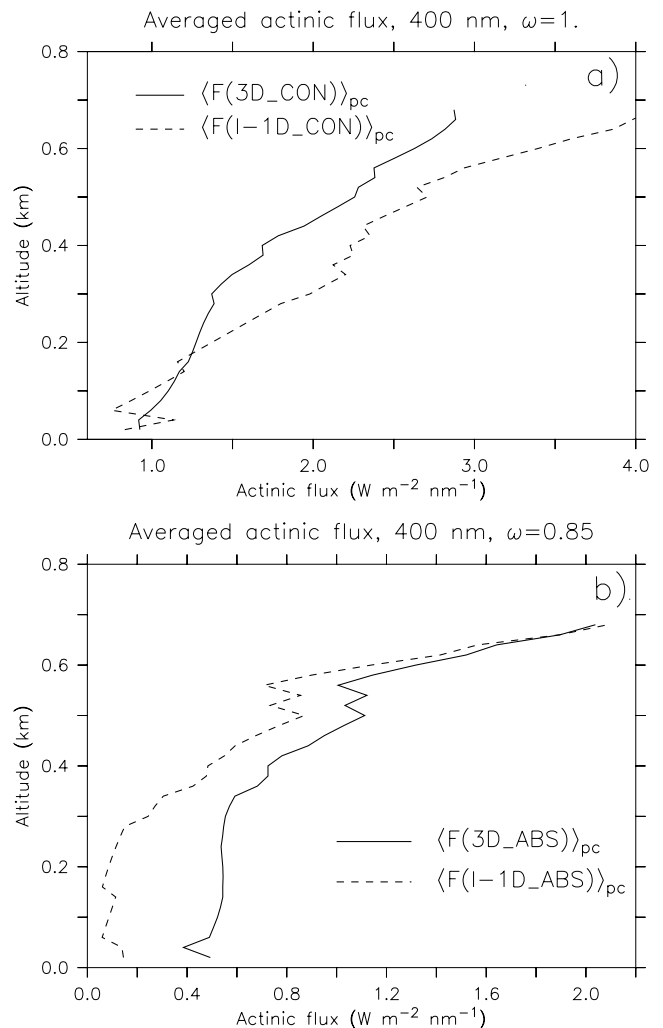 Averaged actinic flux, 400 nm, ω=1.
0.8
a)
⟨F(3D_CON)⟩pc
⟨F(I−1D_CON)⟩pc
0.6
Altitude (km)
0.4
0.2
0.0
1.0 2.0 3.0 4.0
Actinic flux (W m−2 nm−1)
Averaged actinic flux, 400 nm, ω=0.85
0.8
b)
0.6
Altitude (km)
0.4
⟨F(3D_ABS)⟩pc
0.2
⟨F(I−1D_ABS)⟩pc
0.0
0.0 0.4 0.8 1.2 1.6 2.0
Actinic flux (W m−2 nm−1)